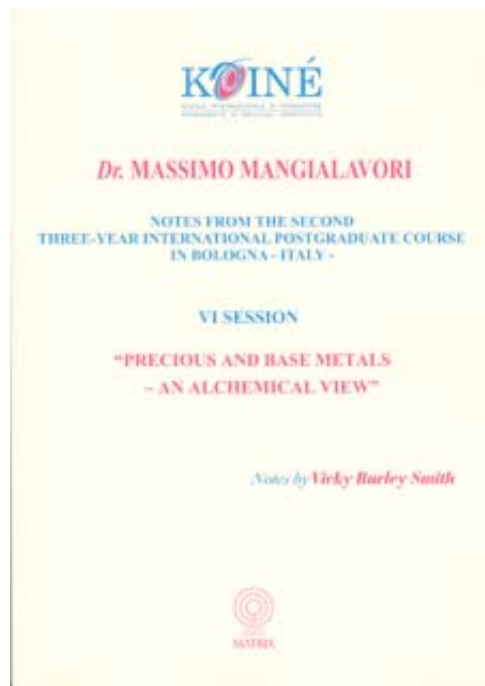 KOINÉ
Dr. MASSIMO MANGIALAVORI
NOTES FROM THE SECOND
THREE-YEAR INTERNATIONAL POSTGRADUATE COURSE
IN BOLOGNA - ITALY -
VI SESSION
“PRECIOUS AND BASE METALS
– AN ALCHEMICAL VIEW”
Notes by Vicky Burley Smith
MATRIX